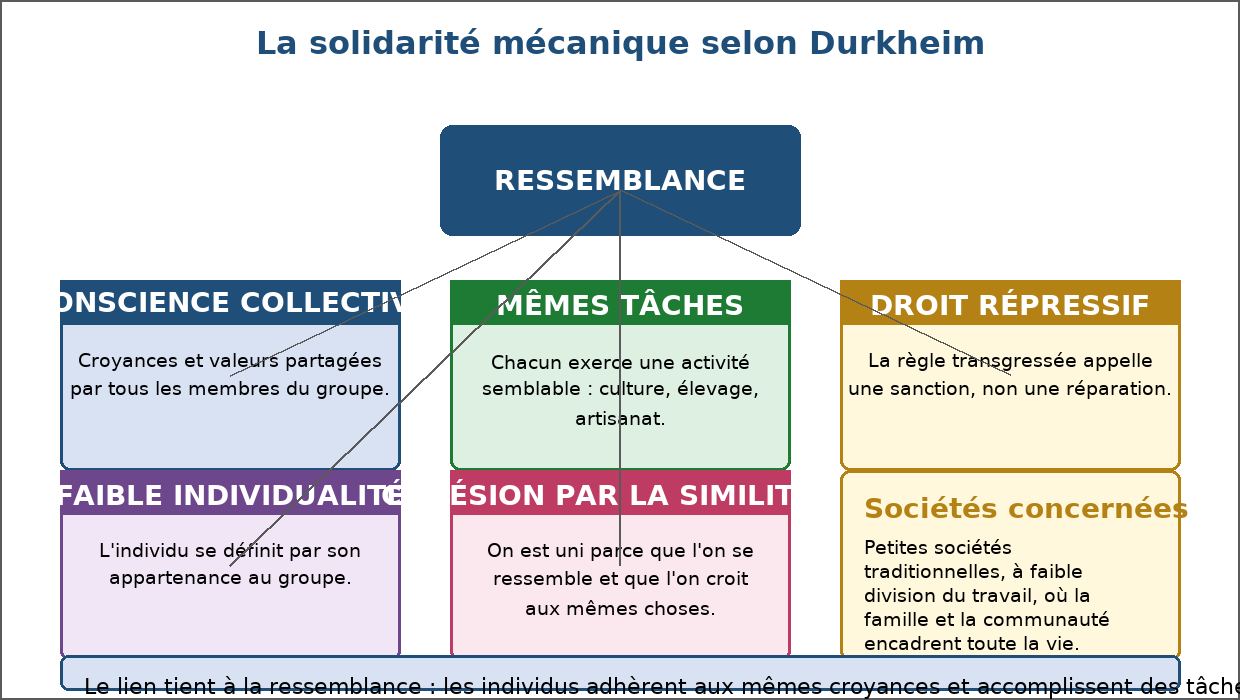 La solidarité mécanique selon Durkheim
RESSEMBLANCE
ONSCIENCE COLLECTIV
Croyances et valeurs partagées
par tous les membres du groupe.
MÊMES TÂCHES
Chacun exerce une activité
semblable : culture, élevage,
artisanat.
DROIT RÉPRESSIF
La règle transgressée appelle
une sanction, non une réparation.
FAIBLE INDIVIDUALITÉ
L'individu se définit par son
appartenance au groupe.
ÉSION PAR LA SIMILIT
On est uni parce que l'on se
ressemble et que l'on croit
aux mêmes choses.
Sociétés concernées
Petites sociétés
traditionnelles, à faible
division du travail, où la
famille et la communauté
encadrent toute la vie.
Le lien tient à la ressemblance : les individus adhèrent aux mêmes croyances et accomplissent des tâche